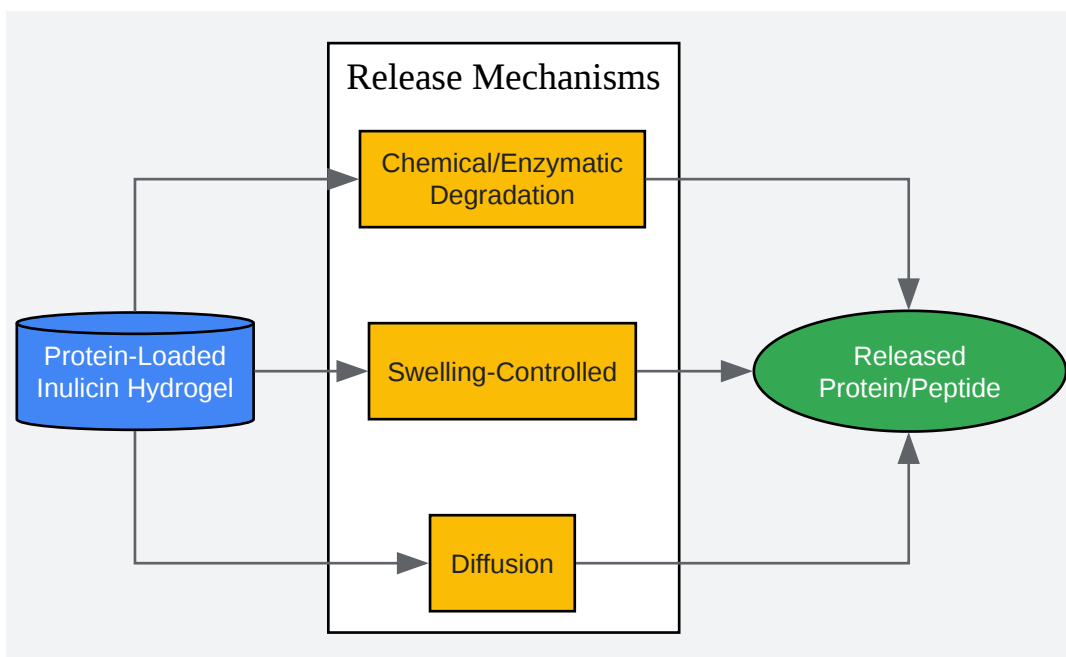 Release Mechanisms
Chemical/Enzymatic
Degradation
Protein-Loaded
Inulicin Hydrogel
Swelling-Controlled
Released
Protein/Peptide
Diffusion